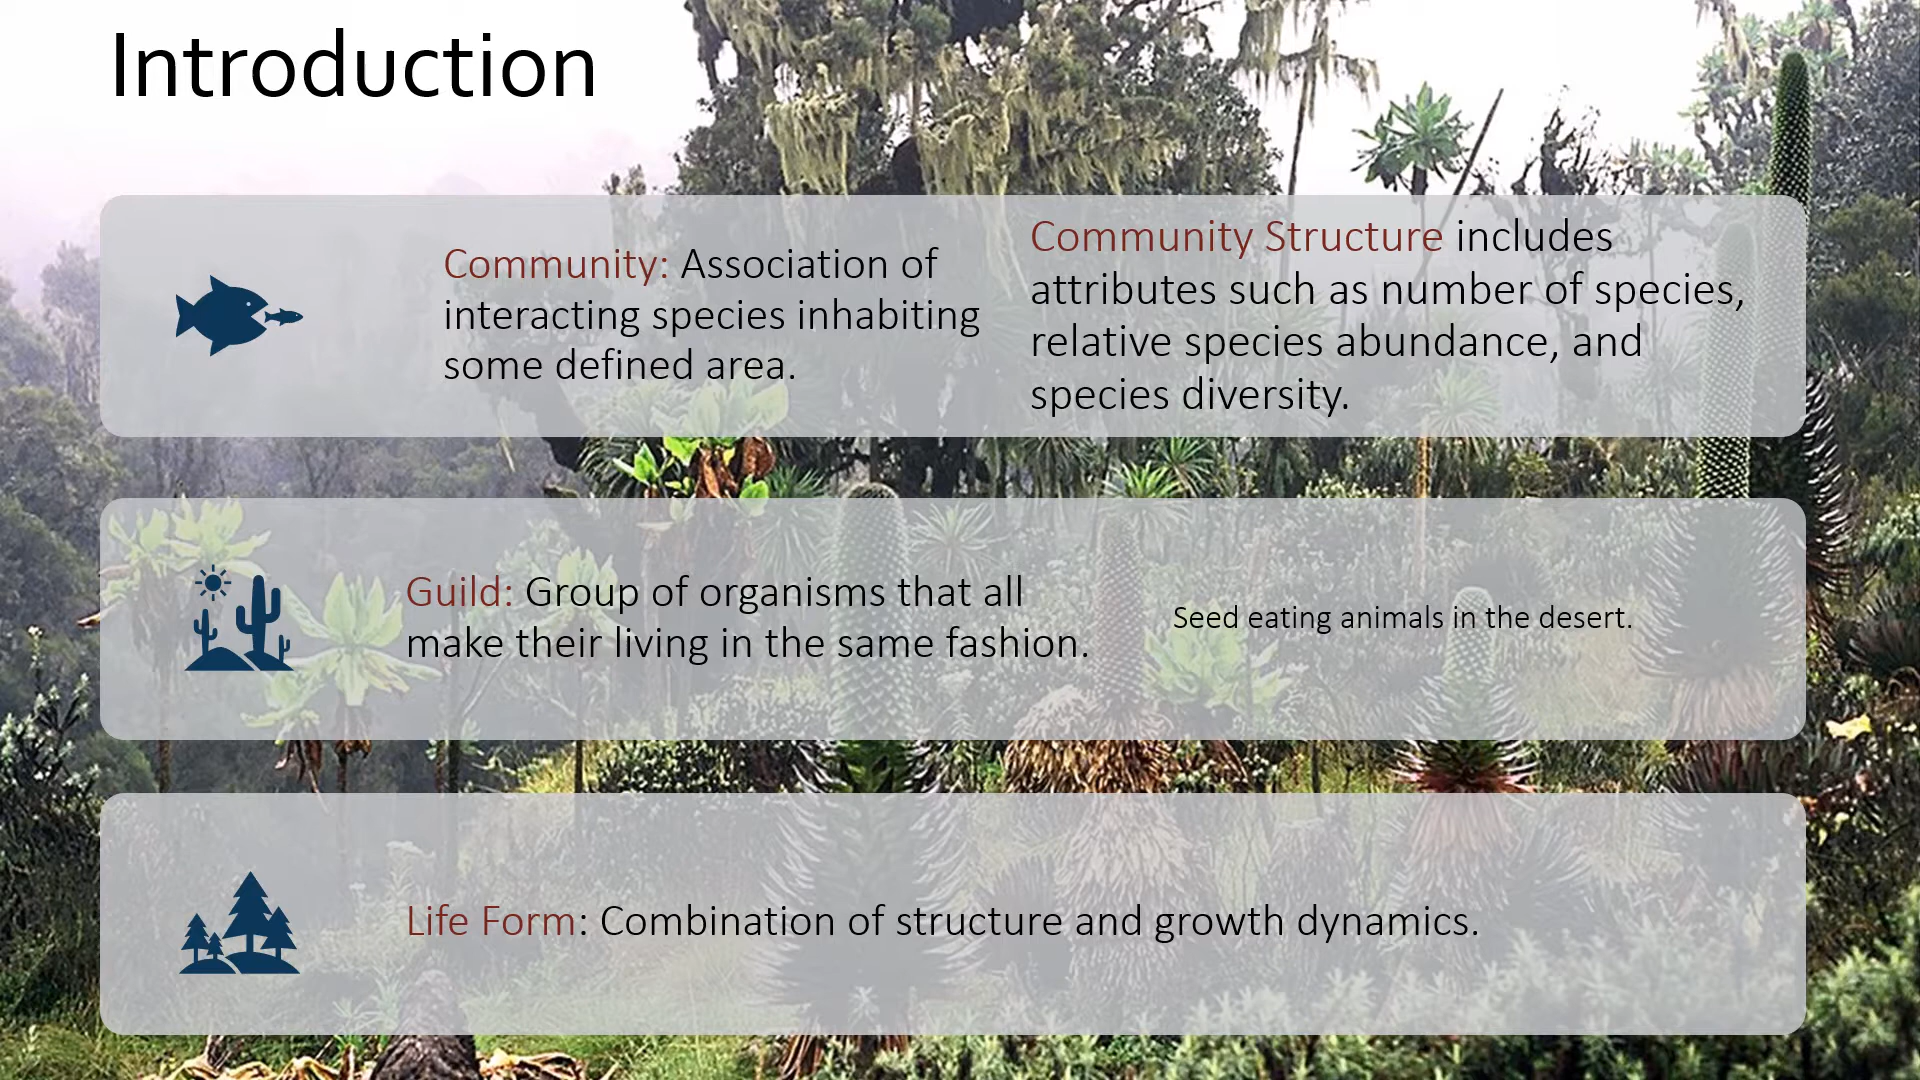 Introduction
Community: Association of
interacting species inhabiting
some defined area.
Community Structure includes
attributes such as number of species,
relative species abundance, and
species diversity.
Guild: Group of organisms that all
make their living in the same fashion.
Seed eating animals in the desert.
Life Form: Combination of structure and growth dynamics.